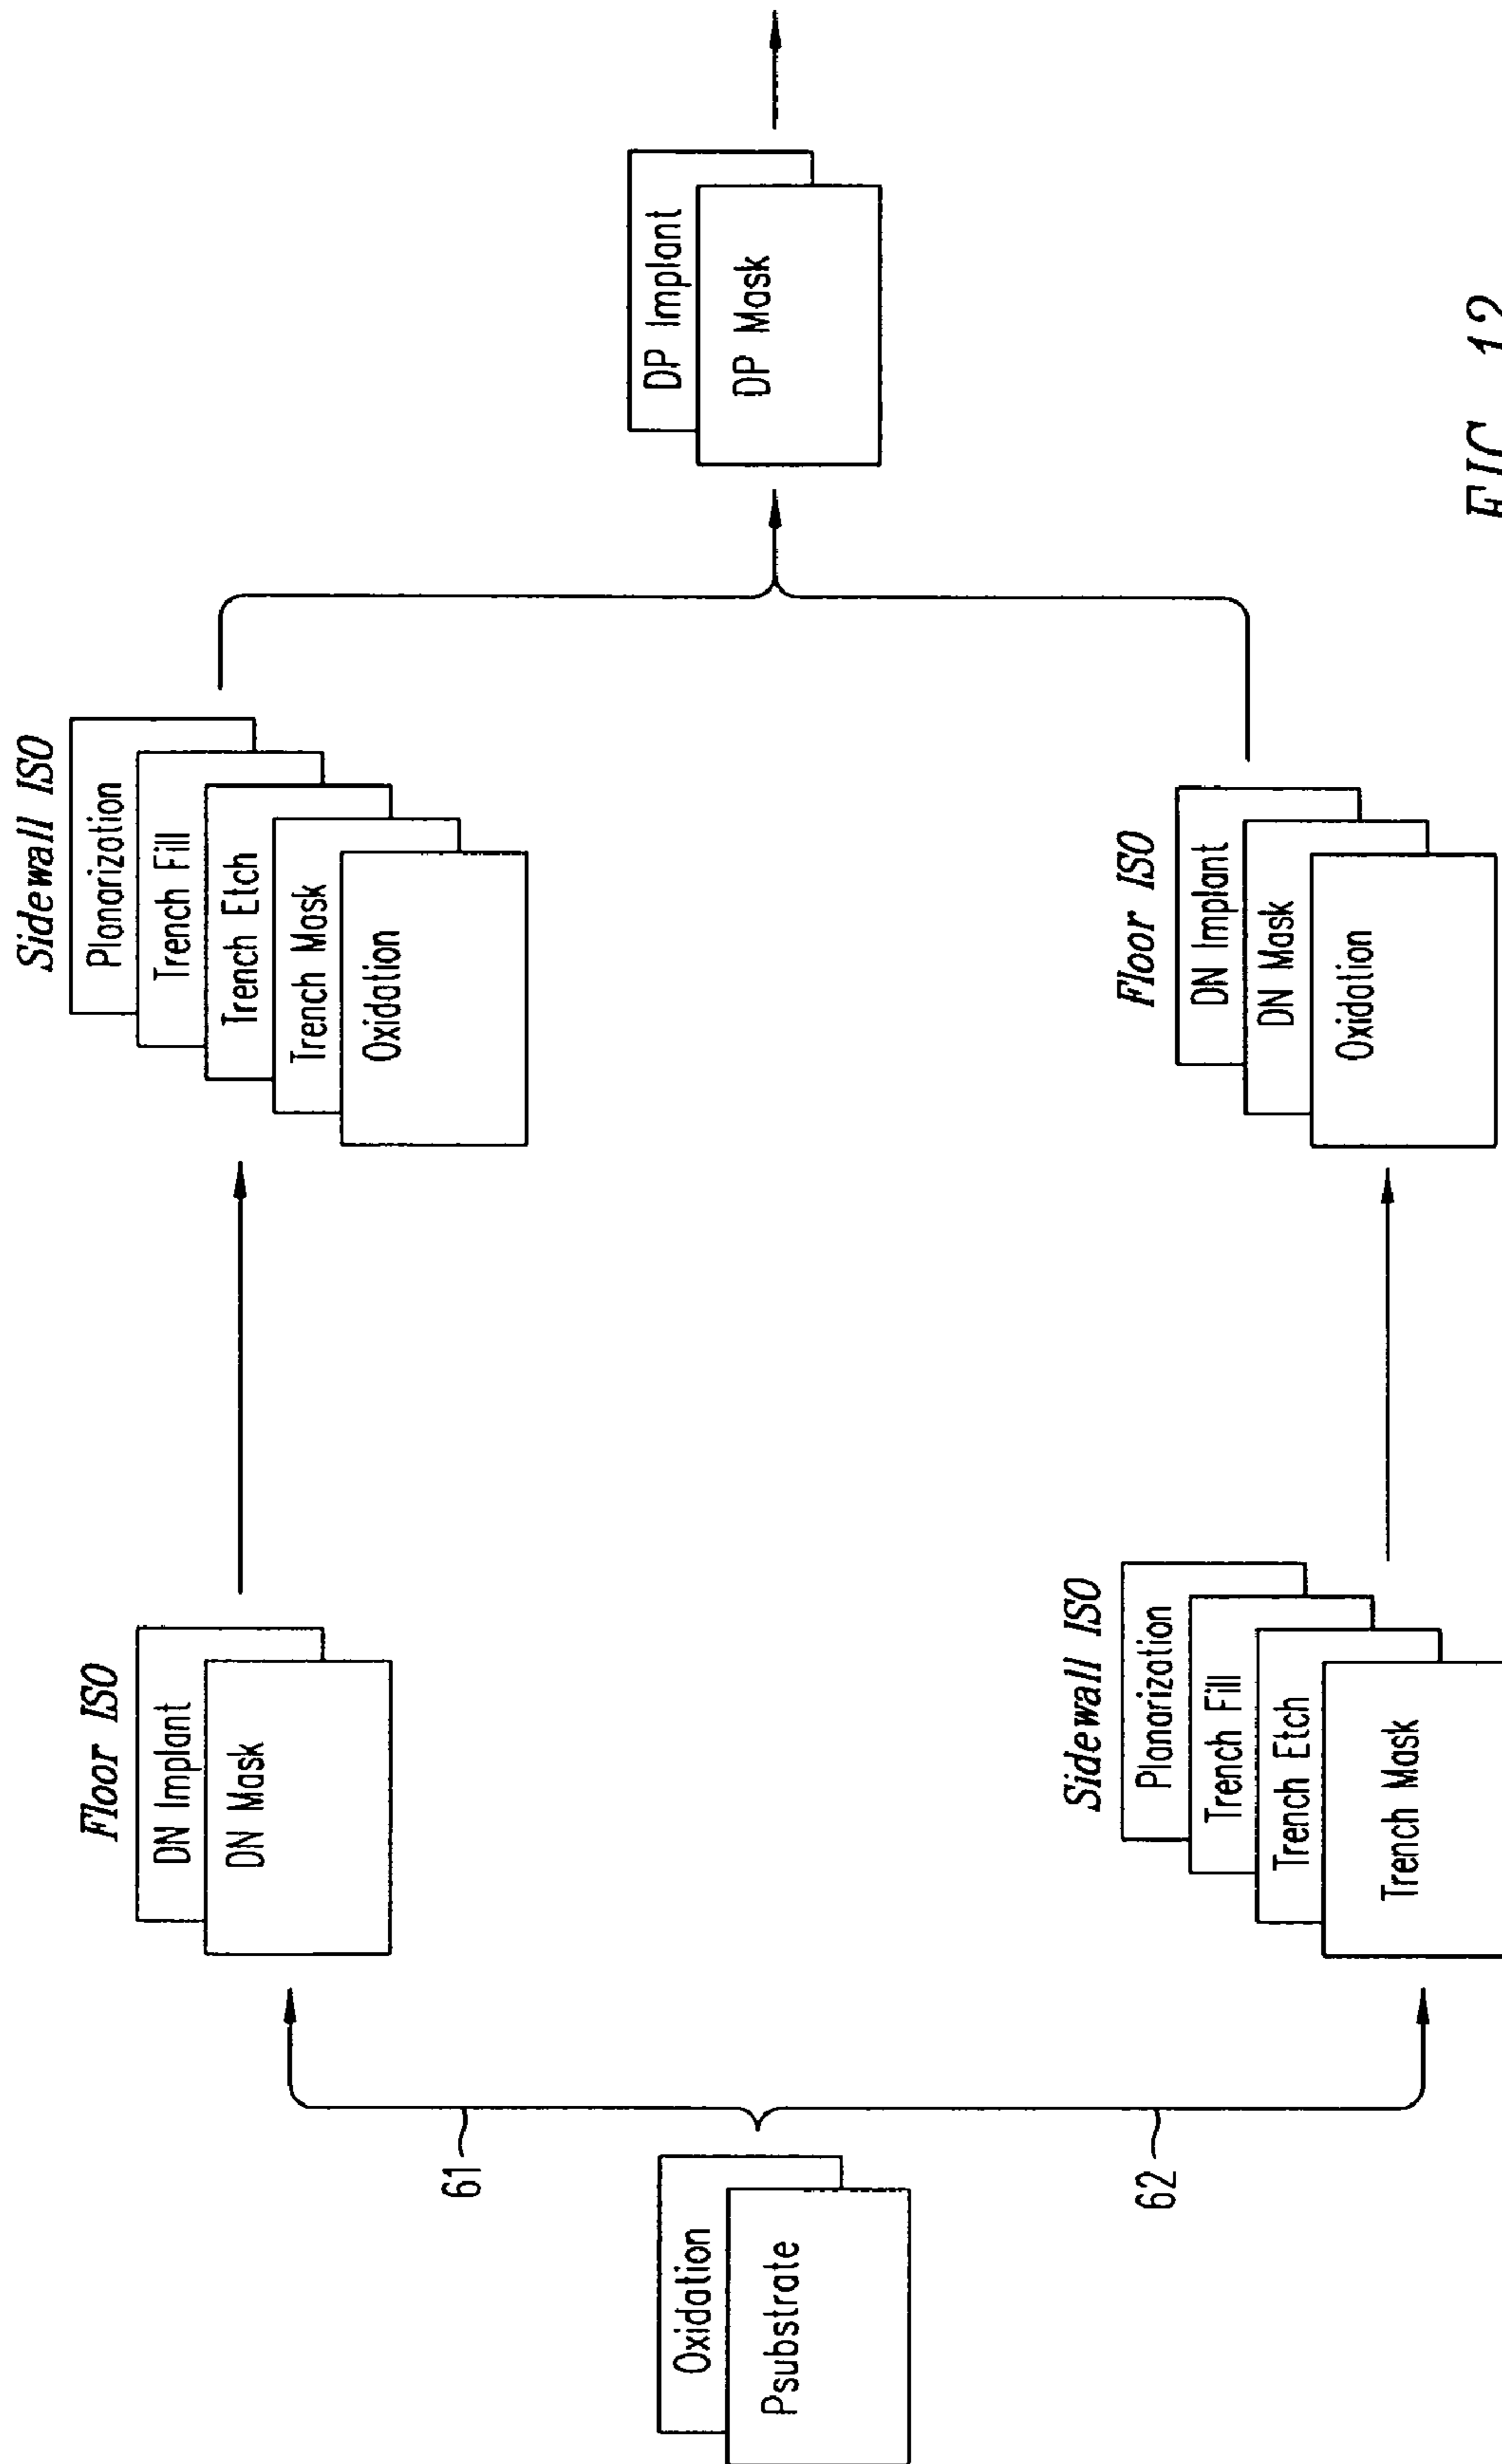 Oxidation
Psubstrate
61
62
Floor ISO
DN Implant
DN Mask
Sidewall ISO
Planarization
Trench Fill
Trench Etch
Trench Mask
Oxidation
Sidewall ISO
Planarization
Trench Fill
Trench Etch
Trench Mask
Floor ISO
DN Implant
DN Mask
Oxidation
DP Implant
DP Mask
FIG. 12